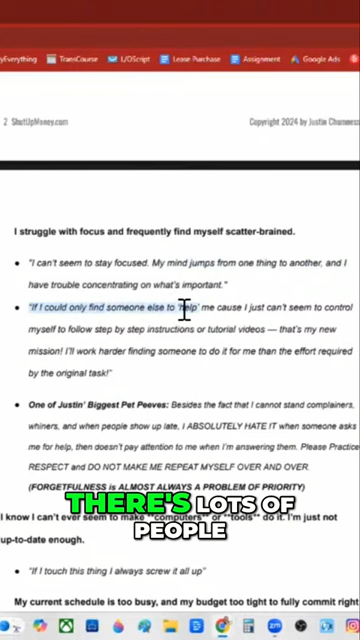 yEverything TransCourse L/OScript Lease Purchase Assignment Google Ads
2 ShutUpMoney.com Copyright 2024 by Justin Chamness
I struggle with focus and frequently find myself scatter-brained.
• "I can't seem to stay focused. My mind jumps from one thing to another, and I
have trouble concentrating on what's important."
• "If I could only find someone else to 'help' me cause I just can't seem to control
myself to follow step by step instructions or tutorial videos — that's my new
mission! I'll work harder finding someone to do it for me than the effort required
by the original task!"
• One of Justin' Biggest Pet Peeves: Besides the fact that I cannot stand complainers,
whiners, and when people show up late, I ABSOLUTELY HATE IT when someone asks
me for help, then doesn't pay attention to me when I'm answering them. Please Practice
RESPECT and DO NOT MAKE ME REPEAT MYSELF OVER AND OVER.
(FORGETFULNESS is ALMOST ALWAYS A PROBLEM OF PRIORITY)
THERE'S LOTS OF
PEOPLE
I know I can't ever seem to make *computers* or *tools* do it. I'm just not
up-to-date enough.
• "If I touch this thing I always screw it all up"
My current schedule is too busy, and my budget too tight to fully commit right